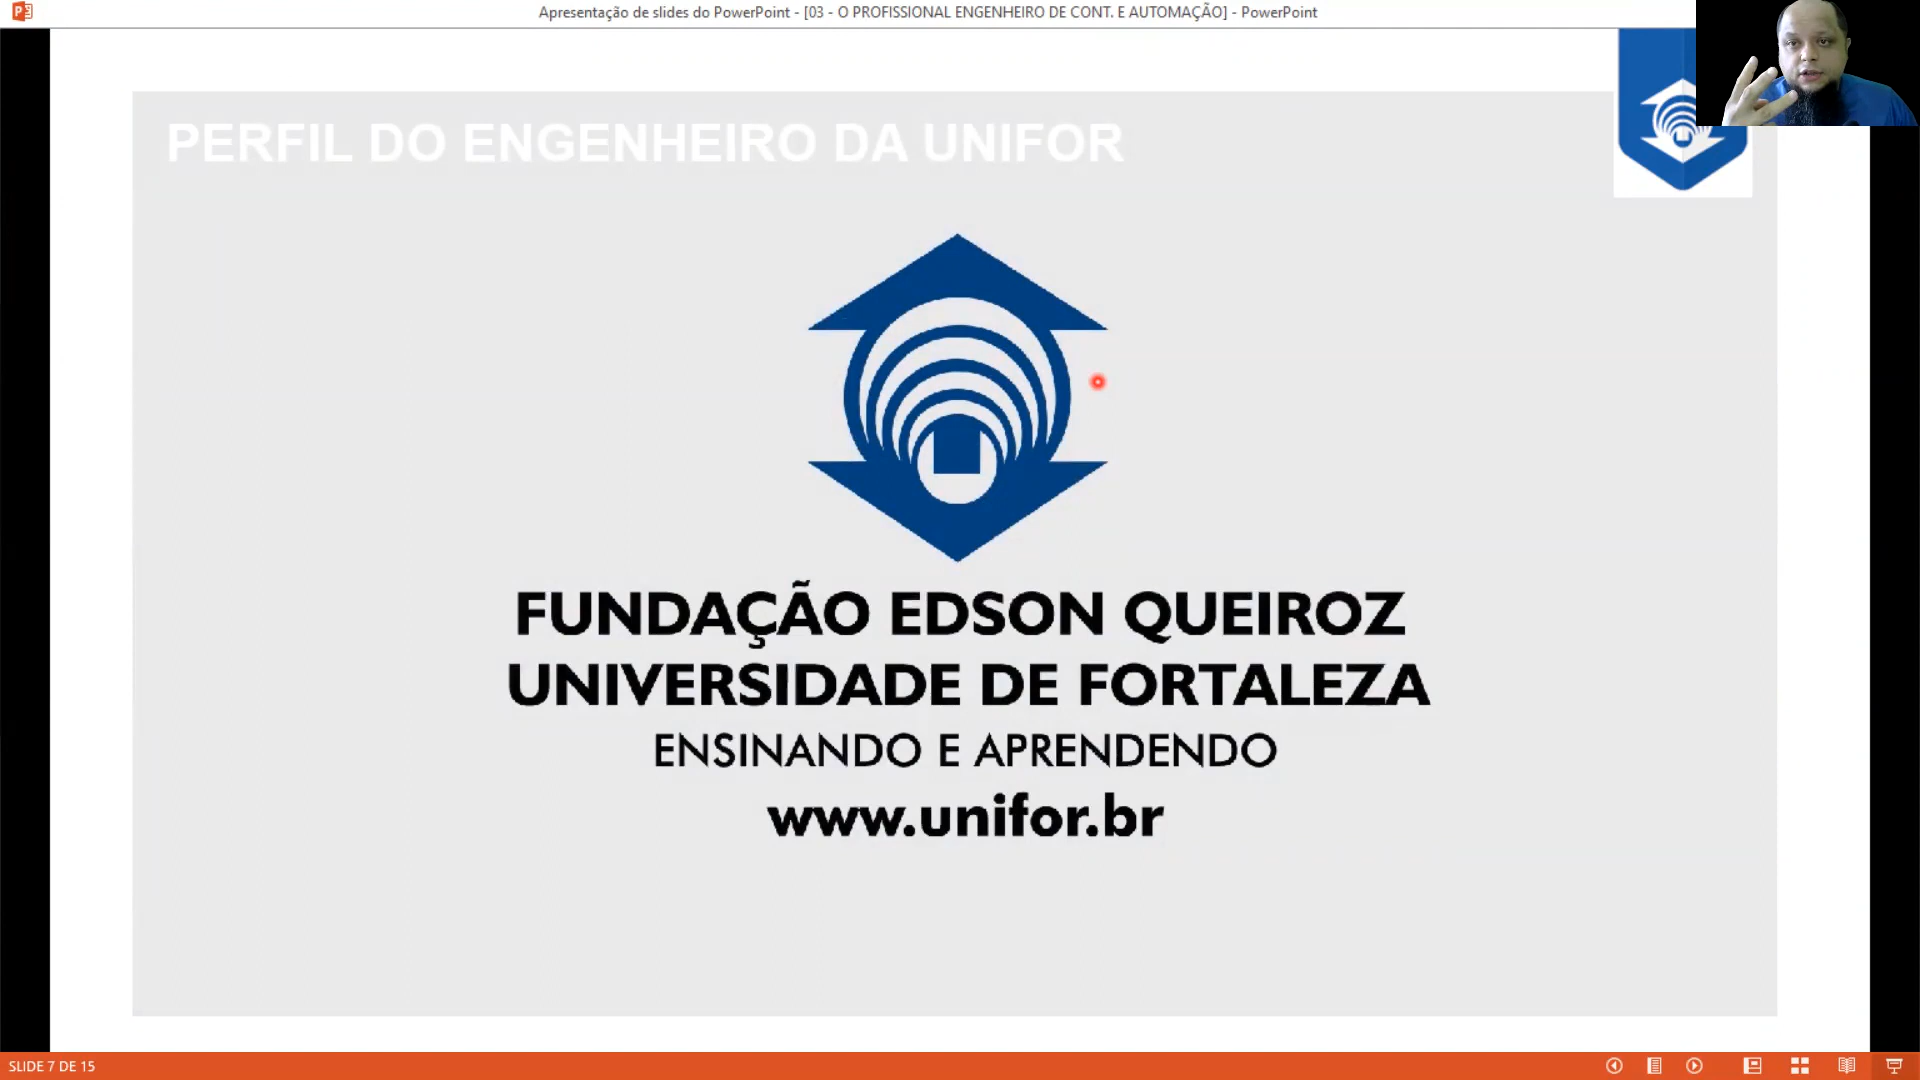 Apresentação de slides do PowerPoint - [03 - O PROFISSIONAL ENGENHEIRO DE CONT. E AUTOMAÇÃO] - PowerPoint
PERFIL DO ENGENHEIRO DA UNIFOR
FUNDAÇÃO EDSON QUEIROZ
UNIVERSIDADE DE FORTALEZA
ENSINANDO E APRENDENDO
www.unifor.br
SLIDE 7 DE 15